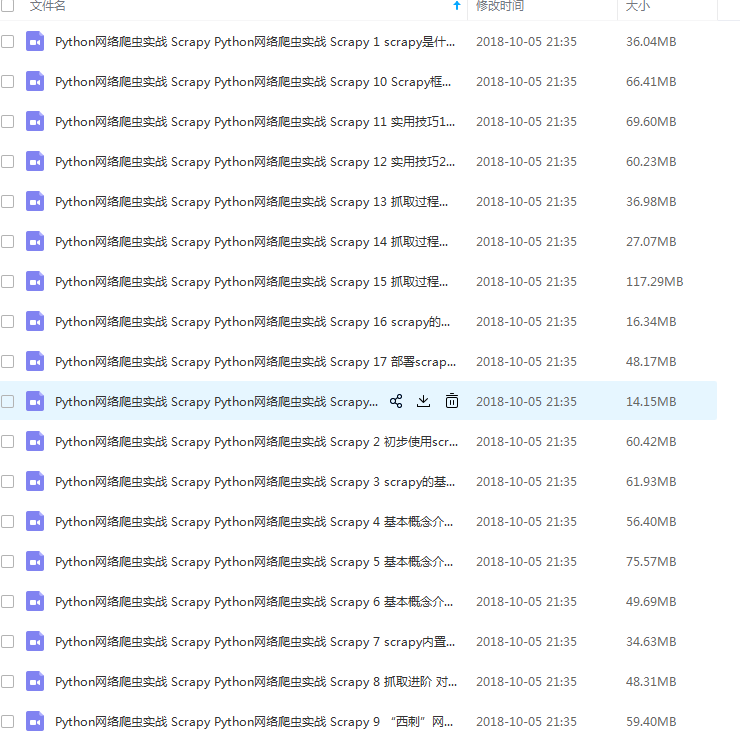 文件名 修改时间 大小
Python网络爬虫实战 Scrapy Python网络爬虫实战 Scrapy 1 scrapy是什... 2018-10-05 21:35 36.04MB
Python网络爬虫实战 Scrapy Python网络爬虫实战 Scrapy 10 Scrapy框... 2018-10-05 21:35 66.41MB
Python网络爬虫实战 Scrapy Python网络爬虫实战 Scrapy 11 实用技巧1... 2018-10-05 21:35 69.60MB
Python网络爬虫实战 Scrapy Python网络爬虫实战 Scrapy 12 实用技巧2... 2018-10-05 21:35 60.23MB
Python网络爬虫实战 Scrapy Python网络爬虫实战 Scrapy 13 抓取过程... 2018-10-05 21:35 36.98MB
Python网络爬虫实战 Scrapy Python网络爬虫实战 Scrapy 14 抓取过程... 2018-10-05 21:35 27.07MB
Python网络爬虫实战 Scrapy Python网络爬虫实战 Scrapy 15 抓取过程... 2018-10-05 21:35 117.29MB
Python网络爬虫实战 Scrapy Python网络爬虫实战 Scrapy 16 scrapy的... 2018-10-05 21:35 16.34MB
Python网络爬虫实战 Scrapy Python网络爬虫实战 Scrapy 17 部署scrap... 2018-10-05 21:35 48.17MB
Python网络爬虫实战 Scrapy Python网络爬虫实战 Scrapy... 2018-10-05 21:35 14.15MB
Python网络爬虫实战 Scrapy Python网络爬虫实战 Scrapy 2 初步使用scr... 2018-10-05 21:35 60.42MB
Python网络爬虫实战 Scrapy Python网络爬虫实战 Scrapy 3 scrapy的基... 2018-10-05 21:35 61.93MB
Python网络爬虫实战 Scrapy Python网络爬虫实战 Scrapy 4 基本概念介... 2018-10-05 21:35 56.40MB
Python网络爬虫实战 Scrapy Python网络爬虫实战 Scrapy 5 基本概念介... 2018-10-05 21:35 75.57MB
Python网络爬虫实战 Scrapy Python网络爬虫实战 Scrapy 6 基本概念介... 2018-10-05 21:35 49.69MB
Python网络爬虫实战 Scrapy Python网络爬虫实战 Scrapy 7 scrapy内置... 2018-10-05 21:35 34.63MB
Python网络爬虫实战 Scrapy Python网络爬虫实战 Scrapy 8 抓取进阶 对... 2018-10-05 21:35 48.31MB
Python网络爬虫实战 Scrapy Python网络爬虫实战 Scrapy 9 “西刺”网... 2018-10-05 21:35 59.40MB